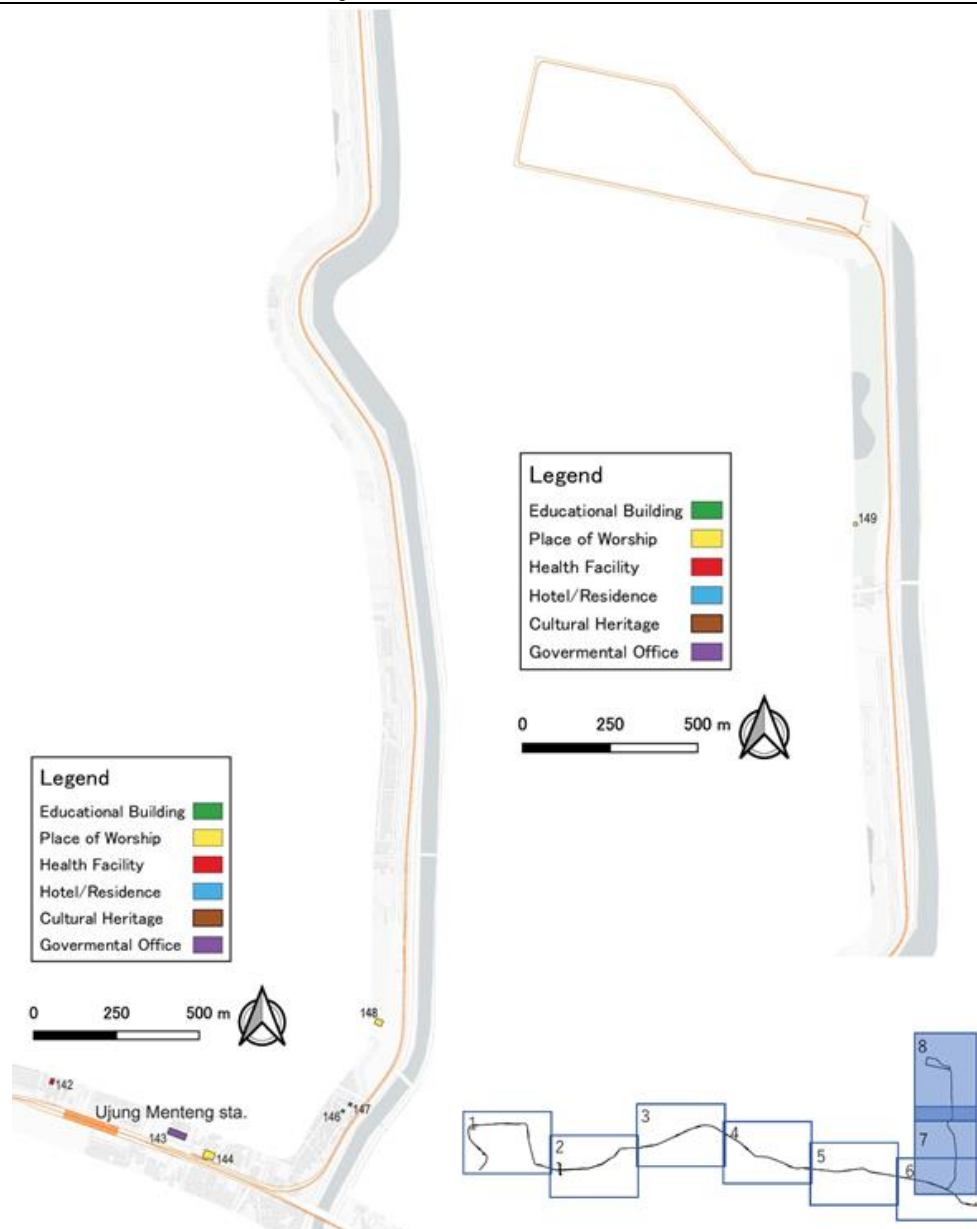 Legend
Educational Building
Place of Worship
Health Facility
Hotel/Residence
Cultural Heritage
Govermental Office
0 250 500 m
149
Legend
Educational Building
Place of Worship
Health Facility
Hotel/Residence
Cultural Heritage
Govermental Office
0 250 500 m
148
142
Ujung Menteng sta.
146 147
143
144
1
2
3
4
5
6
7
8